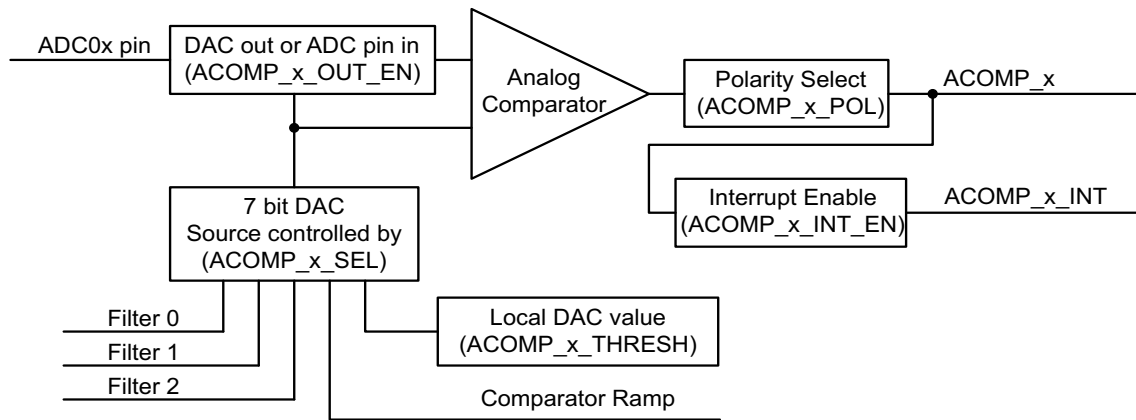 ADC0x pin
DAC out or ADC pin in
(ACOMP_x_OUT_EN)
Analog
Comparator
Polarity Select
(ACOMP_x_POL)
ACOMP_x
7 bit DAC
Source controlled by
(ACOMP_x_SEL)
Interrupt Enable
(ACOMP_x_INT_EN)
ACOMP_x_INT
Filter 0
Filter 1
Filter 2
Local DAC value
(ACOMP_x_THRESH)
Comparator Ramp